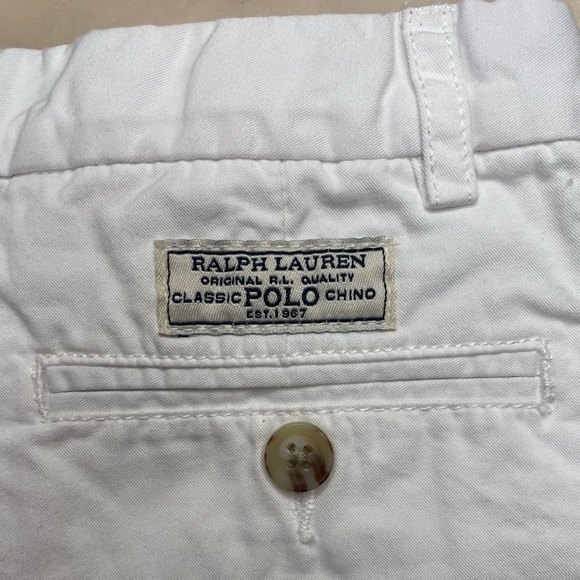 RALPH LAUREN
ORIGINAL R.L. QUALITY
CLASSIC POLO CHINO
EST. 1967